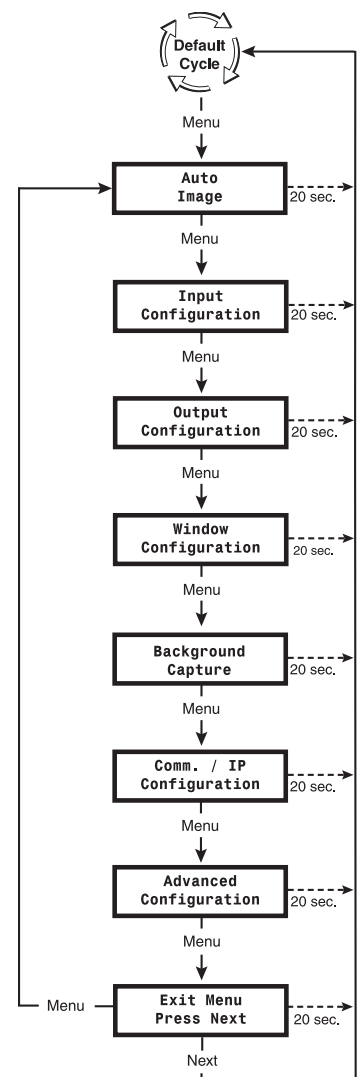 Default
Cycle
Menu
Auto
Image
20 sec.
Menu
Input
Configuration
20 sec.
Menu
Output
Configuration
20 sec.
Menu
Window
Configuration
20 sec.
Menu
Background
Capture
20 sec.
Menu
Comm. / IP
Configuration
20 sec.
Menu
Advanced
Configuration
20 sec.
Menu
Menu
Exit Menu
Press Next
20 sec.
Next